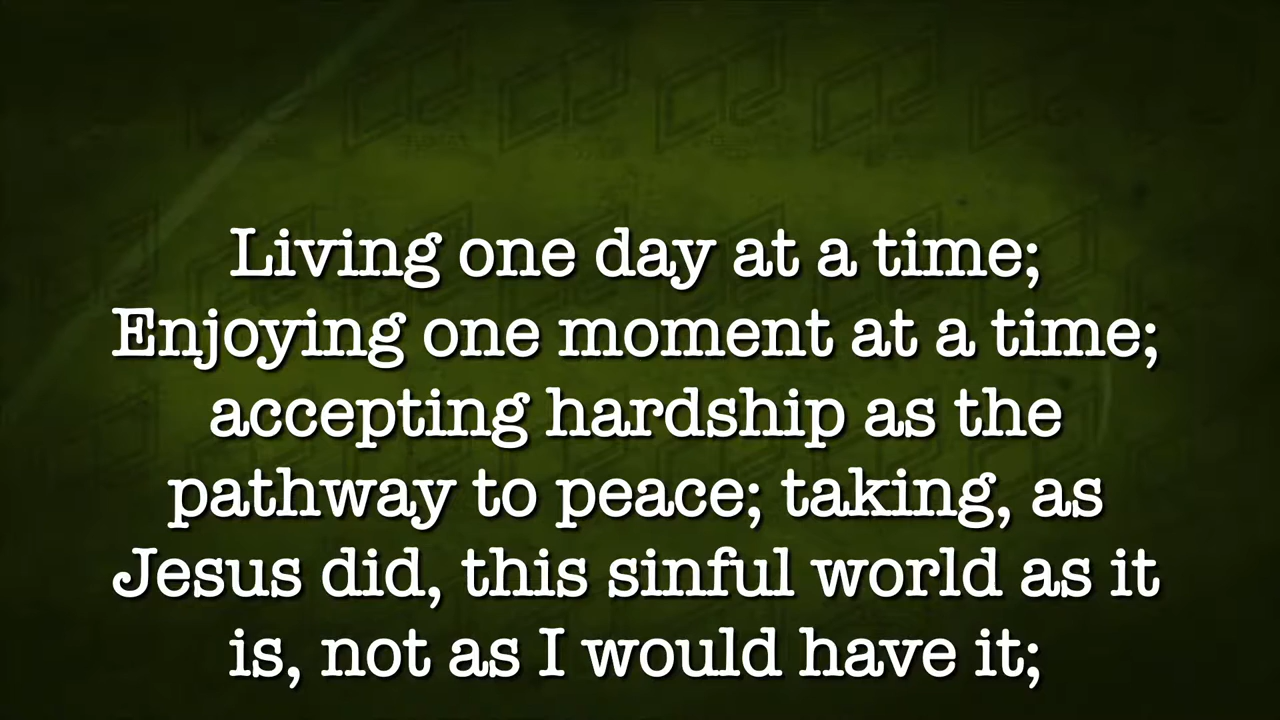 Living one day at a time;
Enjoying one moment at a time;
accepting hardship as the
pathway to peace; taking, as
Jesus did, this sinful world as it
is, not as I would have it;